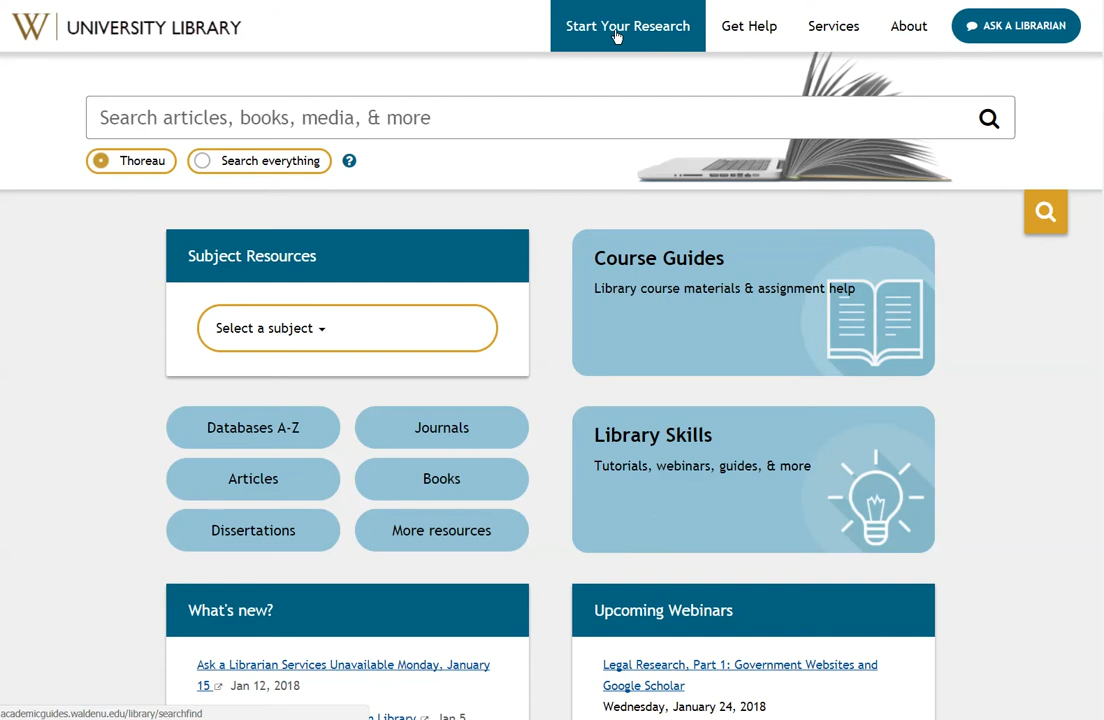 W UNIVERSITY LIBRARY
Start Your Research
Get Help
Services
About
ASK A LIBRARIAN
Search articles, books, media, & more
Thoreau
Search everything
?
Subject Resources
Select a subject
Course Guides
Library course materials & assignment help
Databases A-Z
Journals
Articles
Books
Dissertations
More resources
Library Skills
Tutorials, webinars, guides, & more
What's new?
Ask a Librarian Services Unavailable Monday, January
15 Jan 12, 2018
Library Jan 5
Upcoming Webinars
Legal Research, Part 1: Government Websites and
Google Scholar
Wednesday, January 24, 2018
academicguides.waldenu.edu/library/searchfind